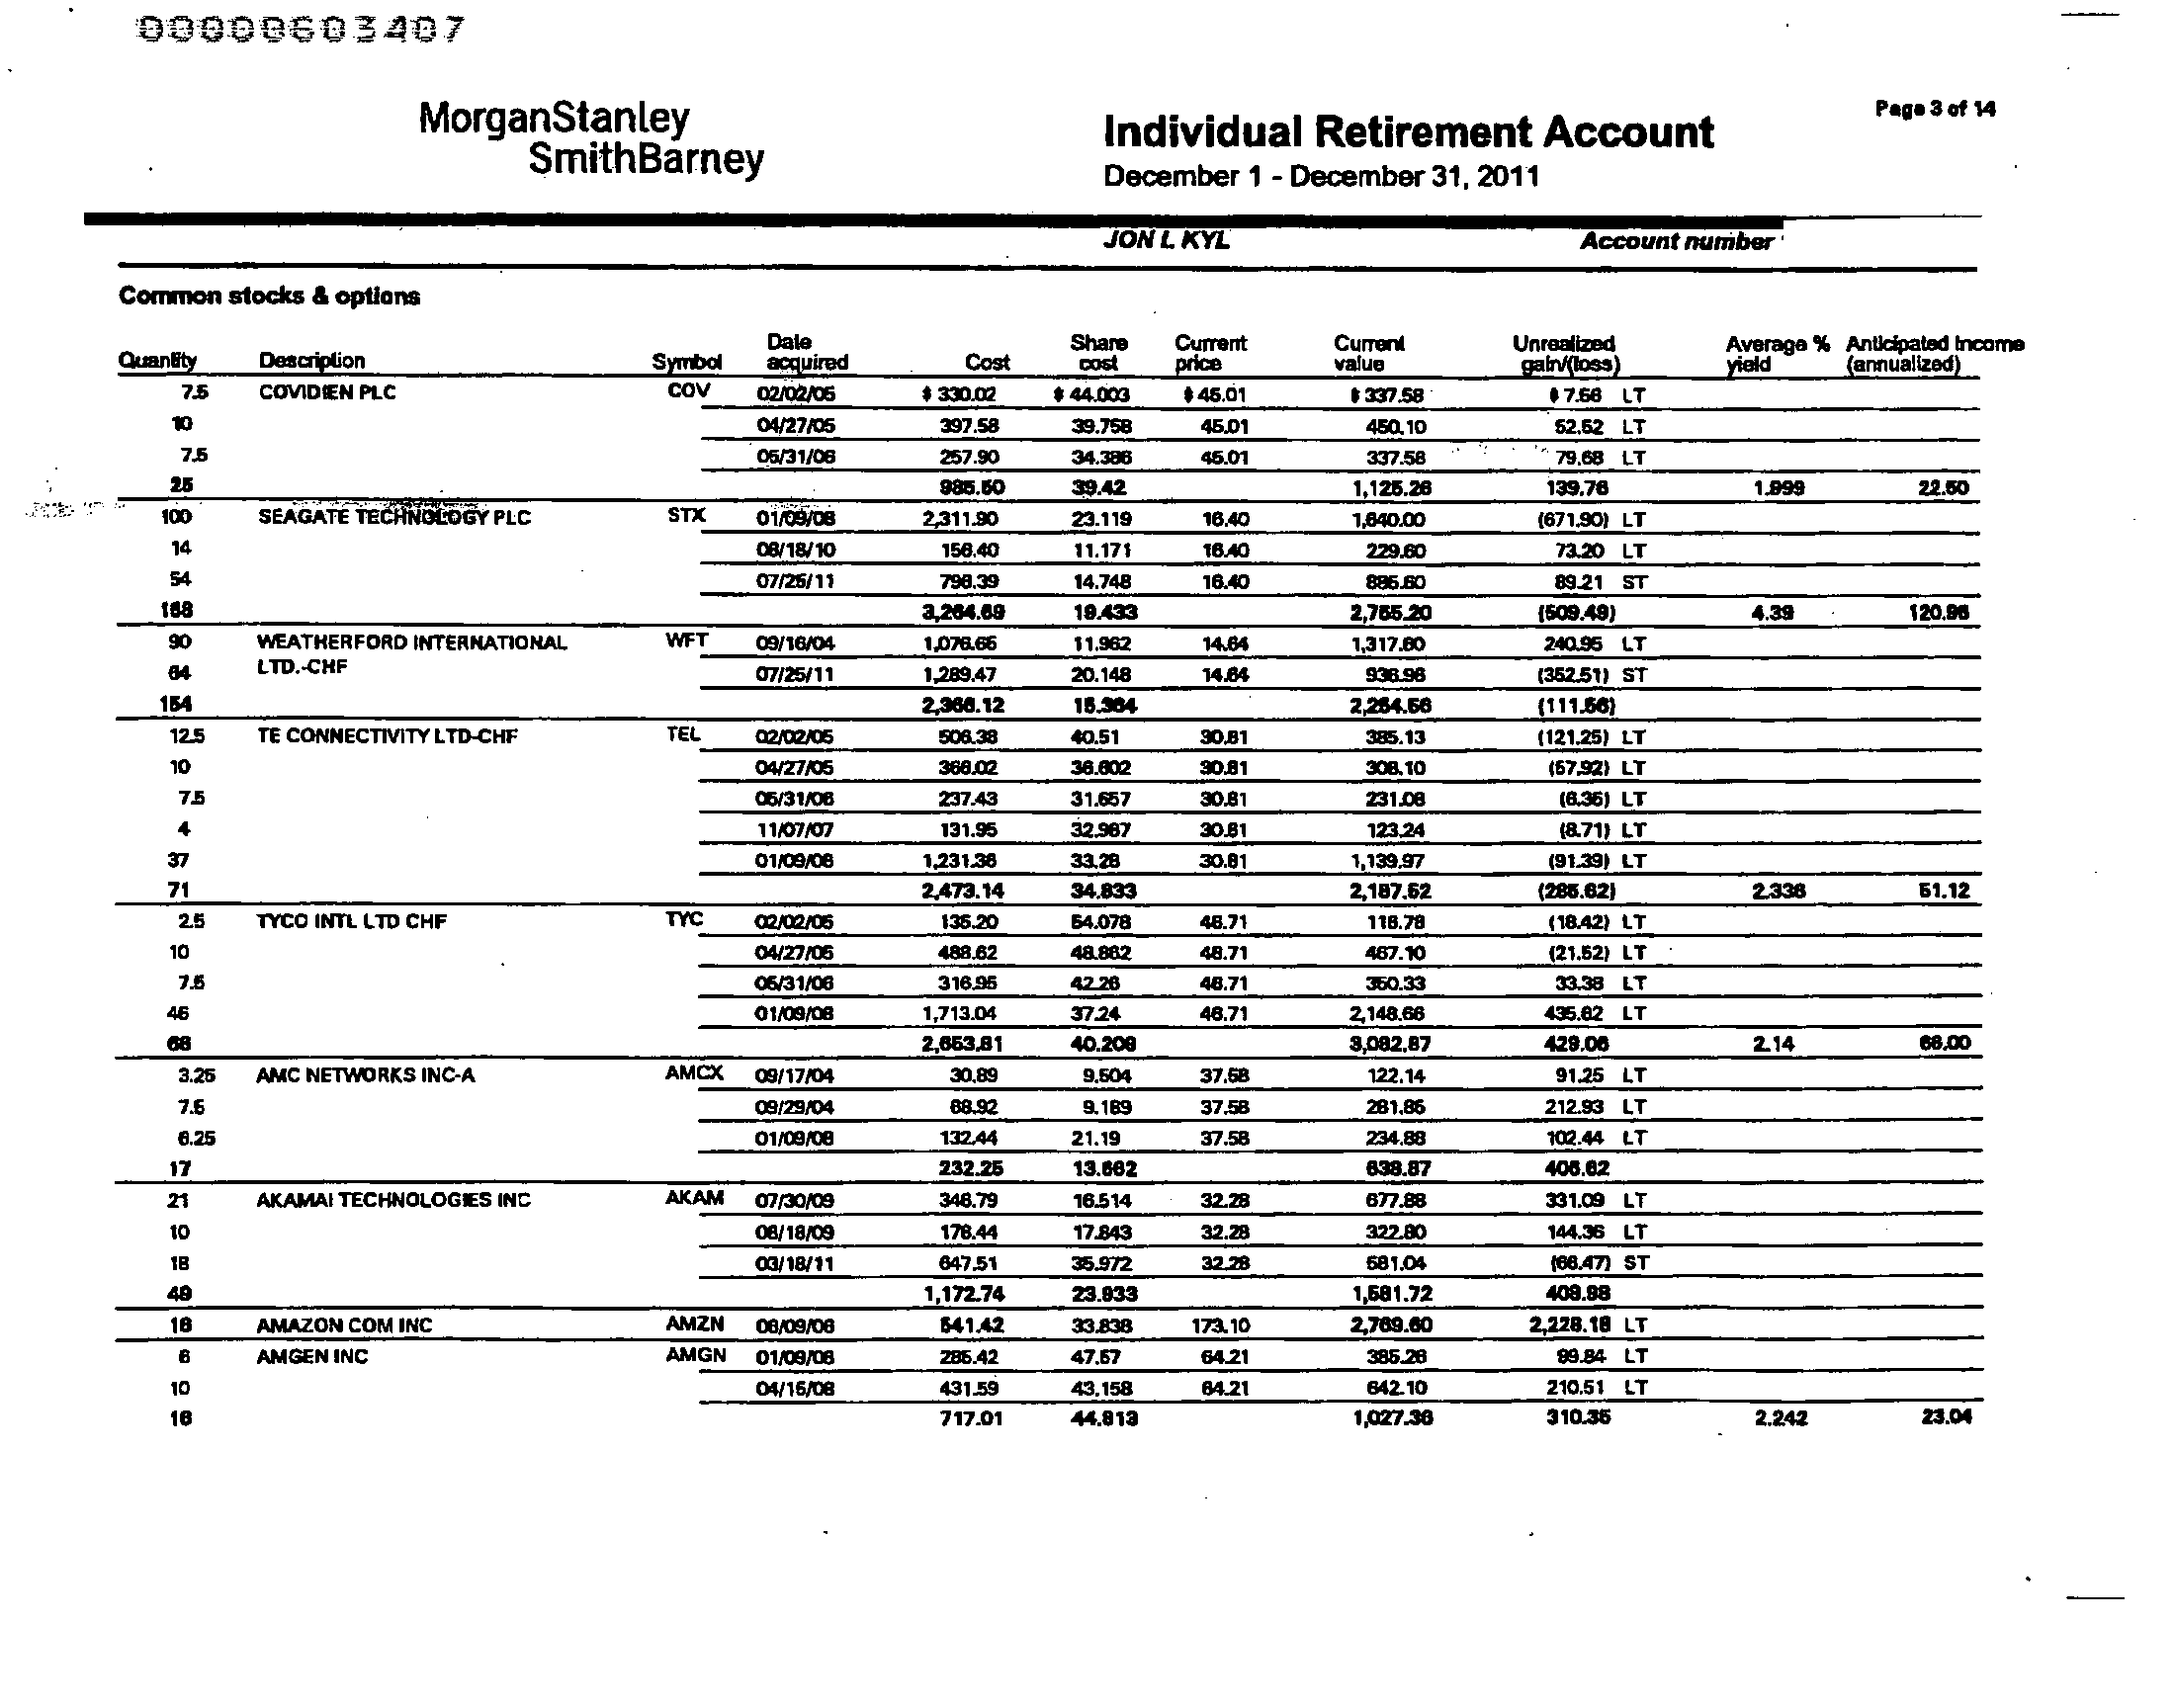 00000603407
MorganStanley
SmithBarney
Individual Retirement Account
December 1 - December 31, 2011
Page 3 of 14
JON L KYL Account number
Common stocks & options
Quantity Description Symbol Date acquired Cost Share cost Current price Current value Unrealized gain/(loss) Average % yield Anticipated Income (annualized)
7.5 COVIDIEN PLC COV 02/02/05 $ 330.02 $ 44.003 $ 45.01 $ 337.58 $ 7.56 LT
10 04/27/05 397.58 39.758 45.01 450.10 52.52 LT
7.5 05/31/06 257.90 34.386 45.01 337.58 79.68 LT
25 985.50 39.42 1,125.26 139.76 1.999 22.50
100 SEAGATE TECHNOLOGY PLC STX 01/09/08 2,311.90 23.119 16.40 1,640.00 (671.90) LT
14 08/18/10 156.40 11.171 16.40 229.60 73.20 LT
54 07/25/11 796.39 14.748 16.40 885.60 89.21 ST
168 3,264.69 19.433 2,755.20 (509.49) 4.39 120.96
90 WEATHERFORD INTERNATIONAL WFT 09/16/04 1,076.65 11.962 14.64 1,317.60 240.95 LT
64 LTD.-CHF 07/25/11 1,289.47 20.148 14.64 936.96 (352.51) ST
154 2,366.12 15.364 2,254.56 (111.56)
12.5 TE CONNECTIVITY LTD-CHF TEL 02/02/05 506.38 40.51 30.81 385.13 (121.25) LT
10 04/27/05 366.02 36.602 30.81 308.10 (57.92) LT
7.5 05/31/06 237.43 31.657 30.81 231.08 (6.35) LT
4 11/07/07 131.95 32.987 30.81 123.24 (8.71) LT
37 01/09/08 1,231.36 33.28 30.81 1,139.97 (91.39) LT
71 2,473.14 34.833 2,187.52 (285.62) 2.336 51.12
2.5 TYCO INTL LTD CHF TYC 02/02/05 135.20 54.078 46.71 116.78 (18.42) LT
10 04/27/05 488.62 48.862 46.71 467.10 (21.52) LT
7.5 05/31/06 316.95 42.26 46.71 350.33 33.38 LT
46 01/09/08 1,713.04 37.24 46.71 2,148.66 435.62 LT
66 2,653.81 40.209 3,082.87 429.06 2.14 66.00
3.25 AMC NETWORKS INC-A AMCX 09/17/04 30.89 9.504 37.58 122.14 91.25 LT
7.5 09/29/04 68.92 9.189 37.58 281.85 212.93 LT
6.25 01/09/08 132.44 21.19 37.58 234.88 102.44 LT
17 232.25 13.662 638.87 406.62
21 AKAMAI TECHNOLOGIES INC AKAM 07/30/09 346.79 16.514 32.28 677.88 331.09 LT
10 08/18/09 178.44 17.843 32.28 322.80 144.36 LT
18 03/18/11 647.51 35.972 32.28 581.04 (66.47) ST
49 1,172.74 23.933 1,581.72 408.98
16 AMAZON COM INC AMZN 06/09/06 541.42 33.838 173.10 2,769.60 2,228.18 LT
6 AMGEN INC AMGN 01/09/08 285.42 47.57 64.21 385.26 99.84 LT
10 04/15/08 431.59 43.158 64.21 642.10 210.51 LT
16 717.01 44.813 1,027.36 310.35 2.242 23.04